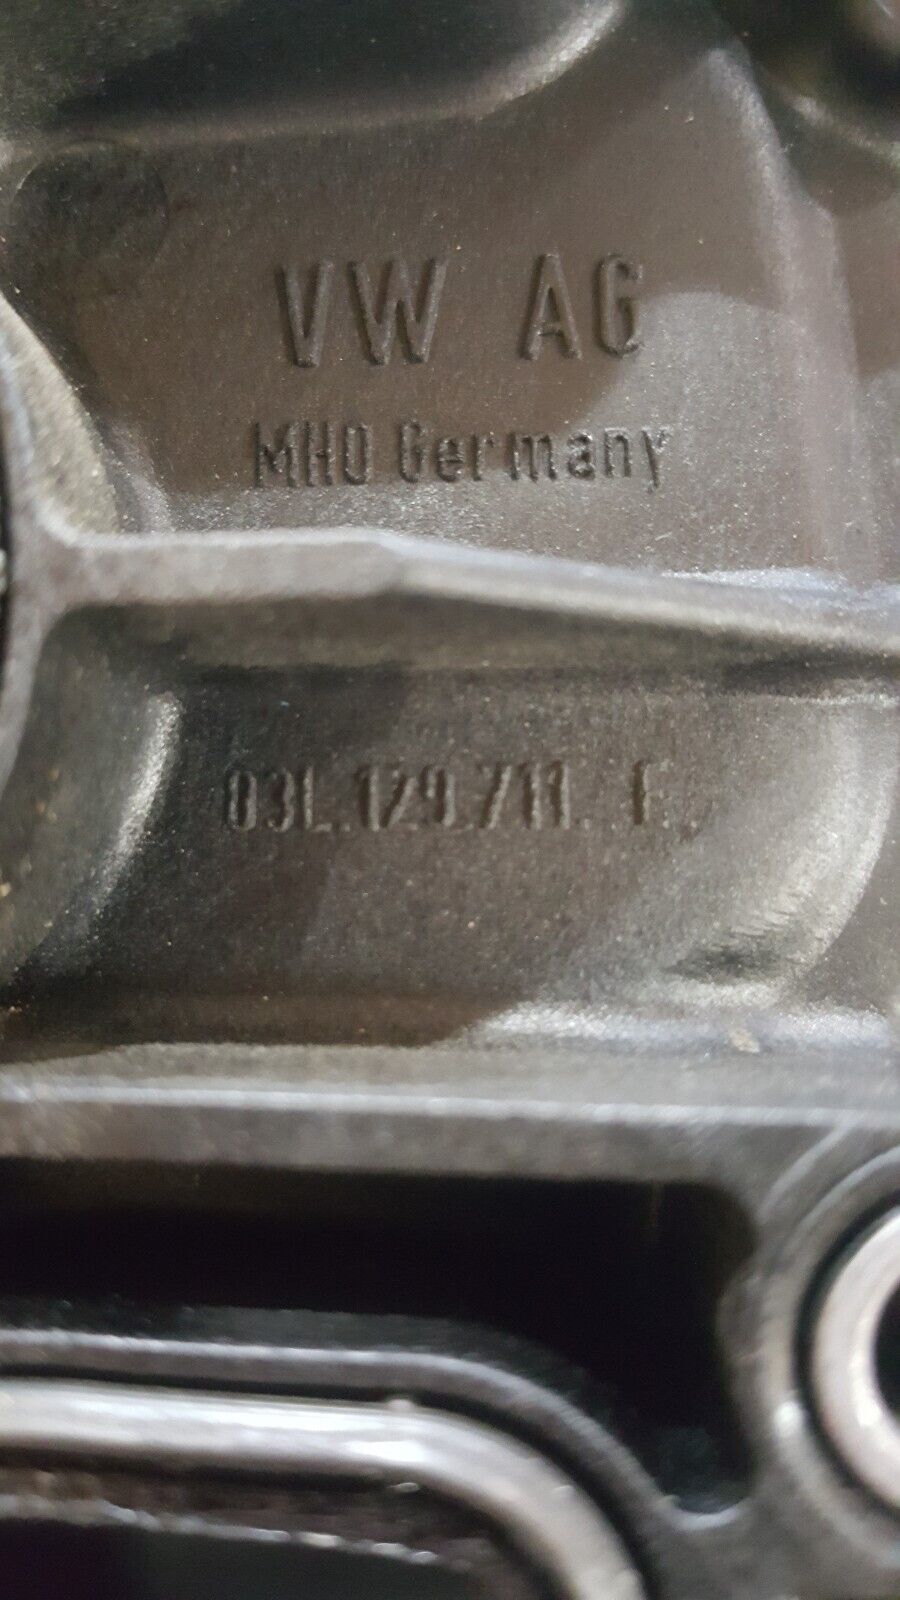 VW AG
MHO Germany
03L.129.711. F